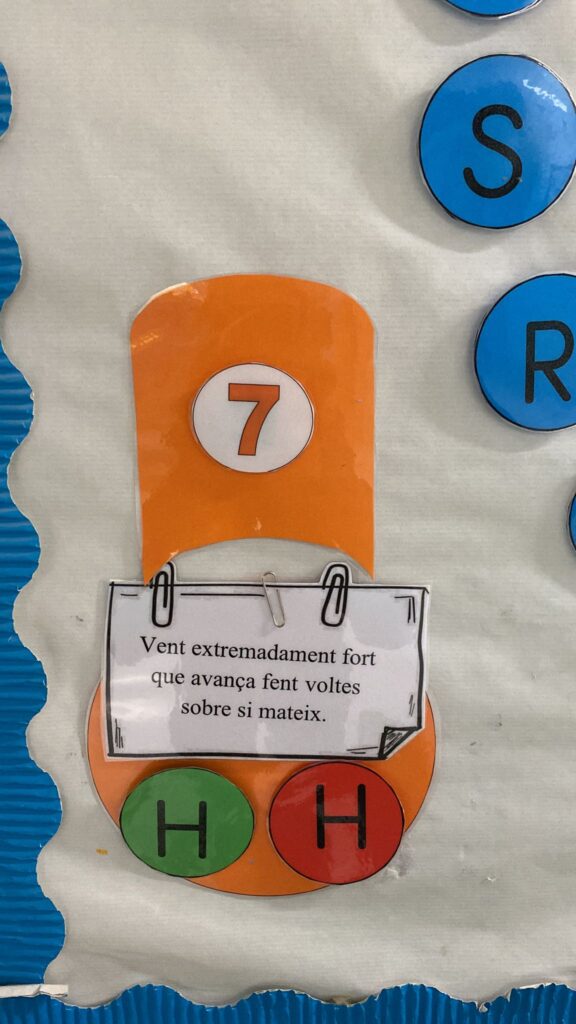 S
R
7
Vent extremadament fort
que avança fent voltes
sobre si mateix.
H H